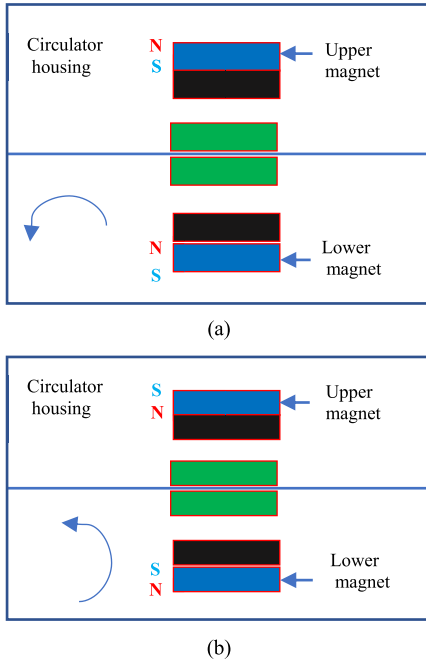 Circulator
housing
N
S
Upper
magnet
N
S
Lower
magnet
(a)
Circulator
housing
S
N
Upper
magnet
S
N
Lower
magnet
(b)